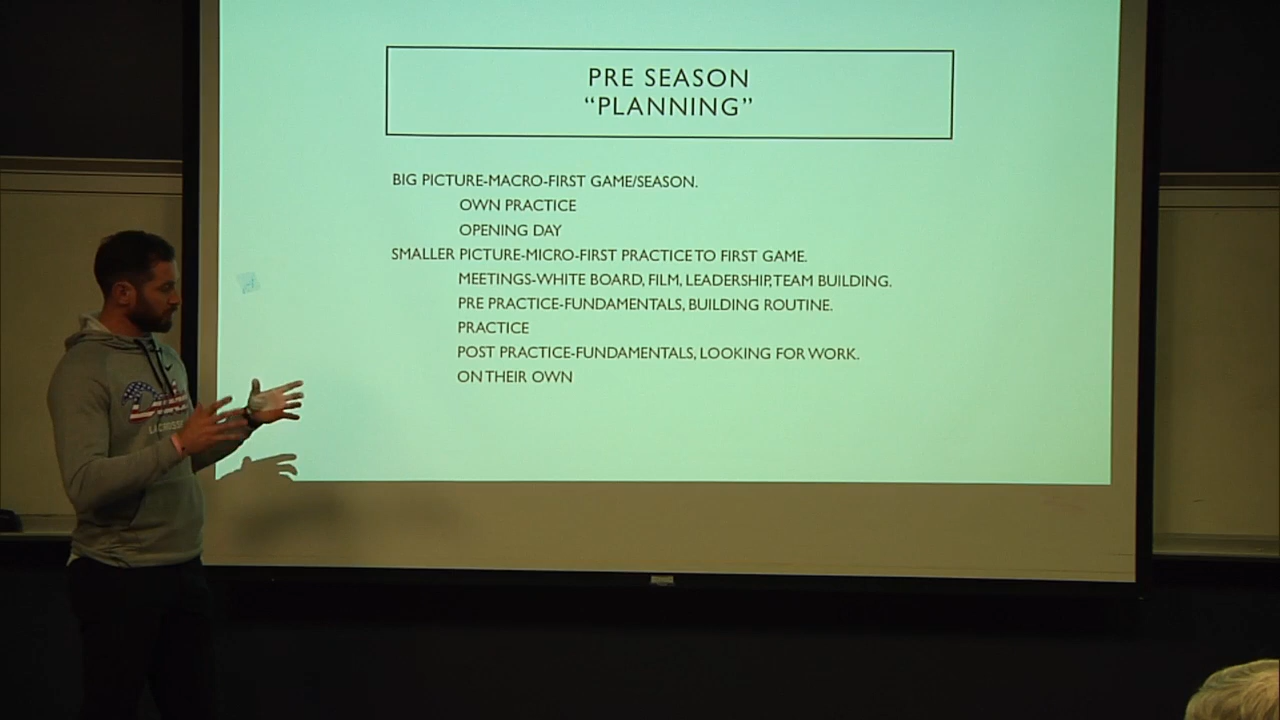 PRE SEASON
“PLANNING”
BIG PICTURE-MACRO-FIRST GAME/SEASON.
OWN PRACTICE
OPENING DAY
SMALLER PICTURE-MICRO-FIRST PRACTICE TO FIRST GAME.
MEETINGS-WHITE BOARD, FILM, LEADERSHIP, TEAM BUILDING.
PRE PRACTICE-FUNDAMENTALS, BUILDING ROUTINE.
PRACTICE
POST PRACTICE-FUNDAMENTALS, LOOKING FOR WORK.
ON THEIR OWN